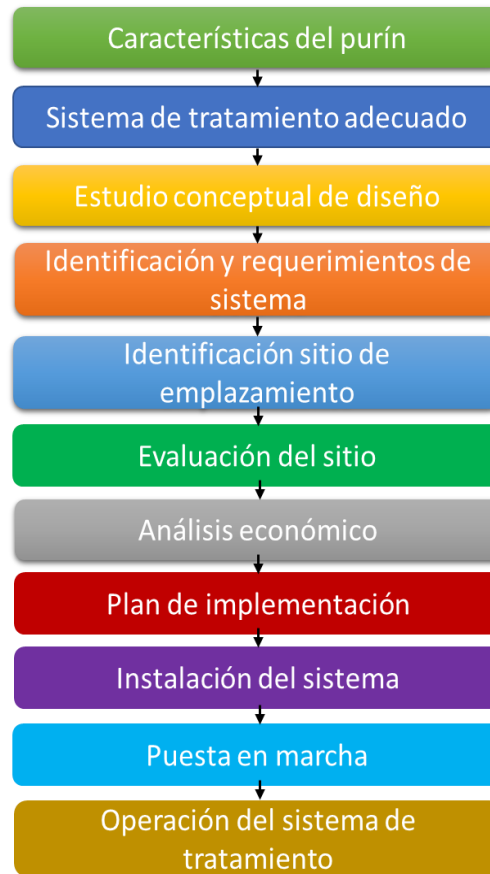 Características del purín
Sistema de tratamiento adecuado
Estudio conceptual de diseño
Identificación y requerimientos de
sistema
Identificación sitio de
emplazamiento
Evaluación del sitio
Análisis económico
Plan de implementación
Instalación del sistema
Puesta en marcha
Operación del sistema de
tratamiento